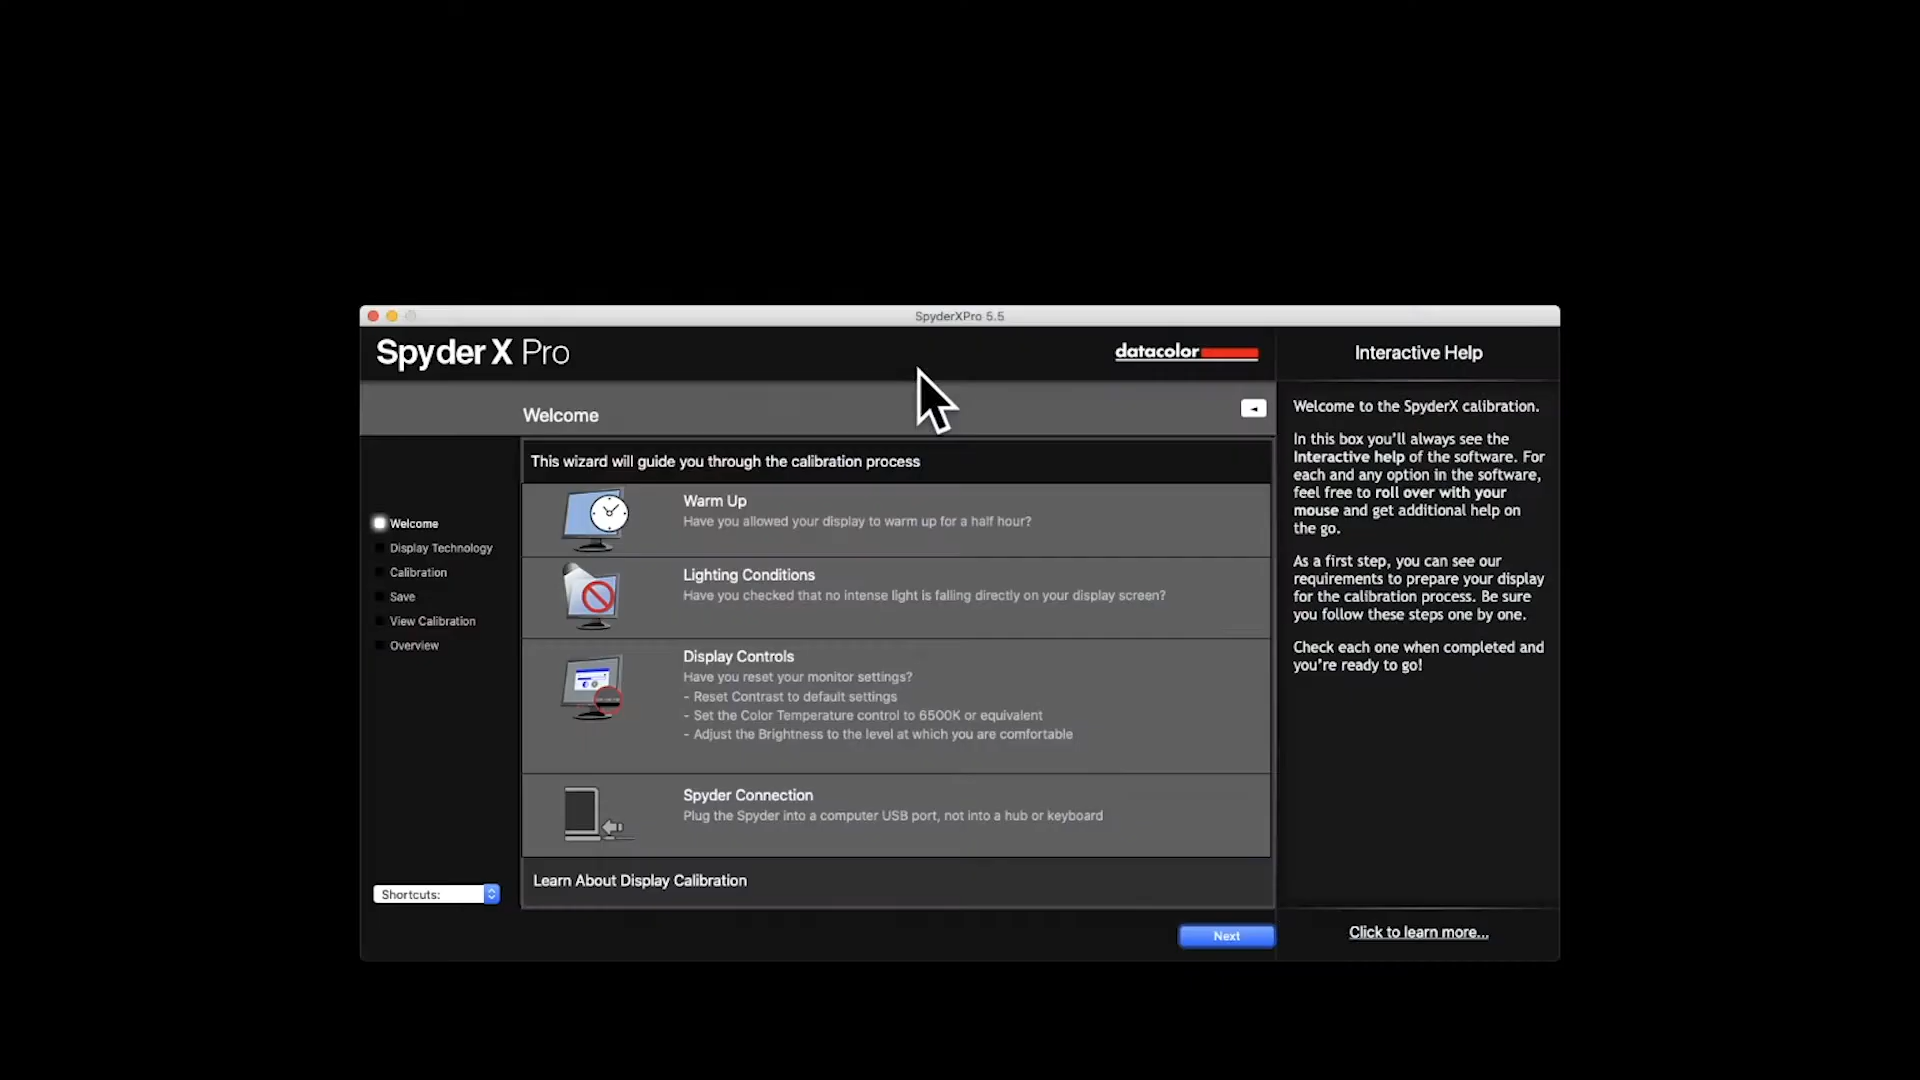 SpyderXPro 5.5
Spyder X Pro
datacolor
Interactive Help
Welcome
This wizard will guide you through the calibration process
Warm Up
Have you allowed your display to warm up for a half hour?
Lighting Conditions
Have you checked that no intense light is falling directly on your display screen?
Display Controls
Have you reset your monitor settings?
- Reset Contrast to default settings
- Set the Color Temperature control to 6500K or equivalent
- Adjust the Brightness to the level at which you are comfortable
Spyder Connection
Plug the Spyder into a computer USB port, not into a hub or keyboard
Learn About Display Calibration
Welcome
Display Technology
Calibration
Save
View Calibration
Overview
Shortcuts:
Next
Welcome to the SpyderX calibration.
In this box you'll always see the
Interactive help of the software. For
each and any option in the software,
feel free to roll over with your
mouse and get additional help on
the go.
As a first step, you can see our
requirements to prepare your display
for the calibration process. Be sure
you follow these steps one by one.
Check each one when completed and
you're ready to go!
Click to learn more...